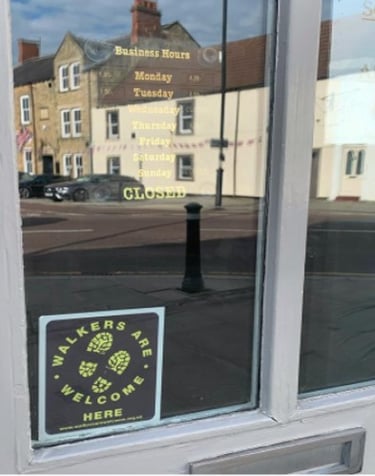 Business Hours
Monday
Tuesday
Wednesday
Thursday
Friday
Saturday
Sunday
CLOSED
WALKERS ARE
WELCOME
HERE